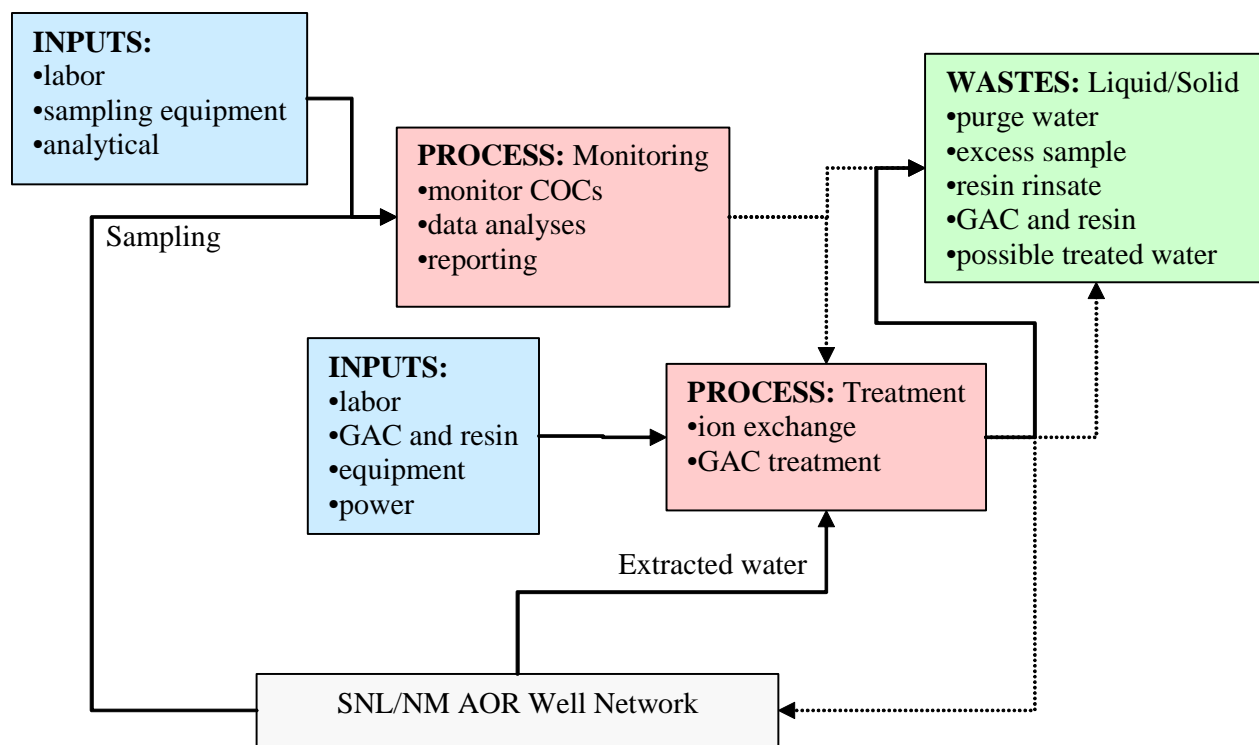 INPUTS:
•labor
•sampling equipment
•analytical
WASTES: Liquid/Solid
•purge water
•excess sample
•resin rinsate
•GAC and resin
•possible treated water
PROCESS: Monitoring
•monitor COCs
•data analyses
•reporting
Sampling
INPUTS:
•labor
•GAC and resin
•equipment
•power
PROCESS: Treatment
•ion exchange
•GAC treatment
Extracted water
SNL/NM AOR Well Network